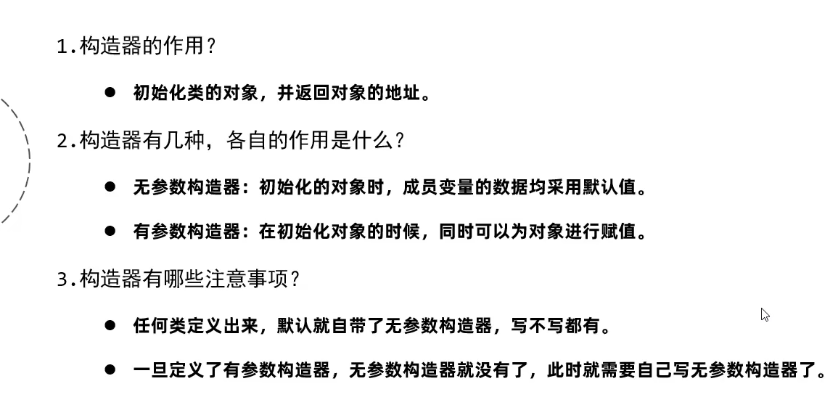 1.构造器的作用？
● 初始化类的对象，并返回对象的地址。
2.构造器有几种，各自的作用是什么？
● 无参数构造器：初始化的对象时，成员变量的数据均采用默认值。
● 有参数构造器：在初始化对象的时候，同时可以为对象进行赋值。
3.构造器有哪些注意事项？
● 任何类定义出来，默认就自带了无参数构造器，写不写都有。
● 一旦定义了有参数构造器，无参数构造器就没有了，此时就需要自己写无参数构造器了。